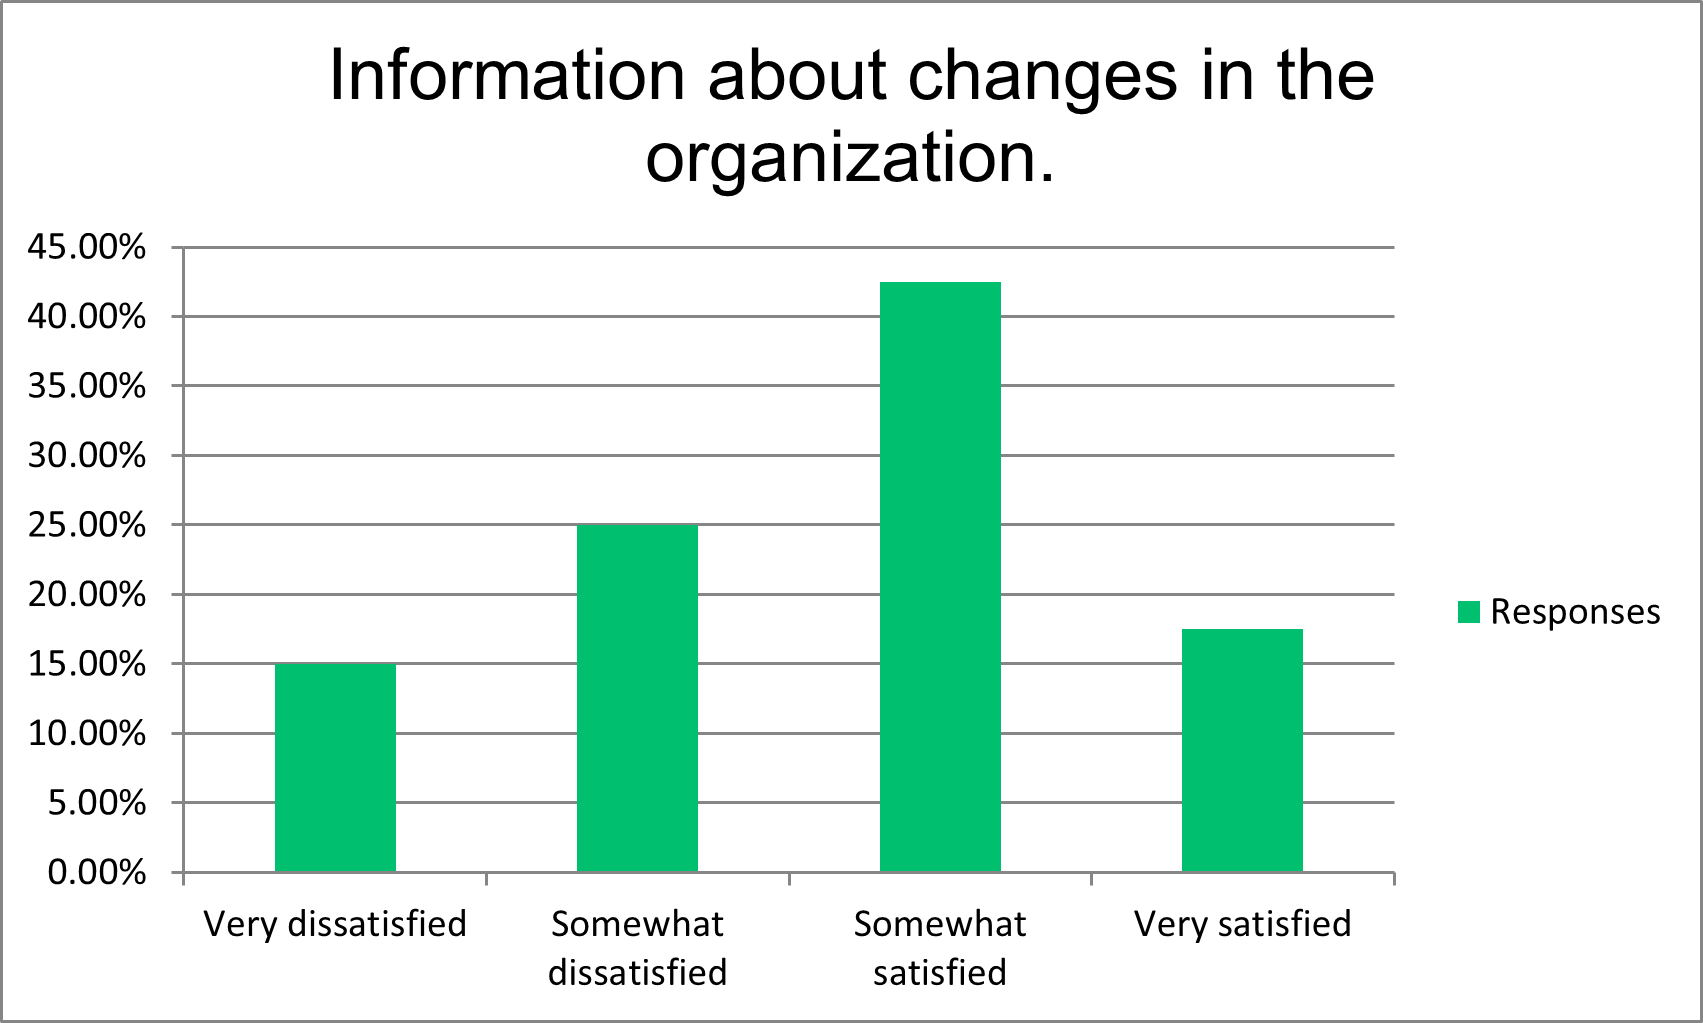 Information about changes in the
organization.
45.00%
40.00%
35.00%
30.00%
25.00%
20.00%
15.00%
10.00%
5.00%
0.00%
Very dissatisfied
Somewhat
dissatisfied
Somewhat
satisfied
Very satisfied
Responses